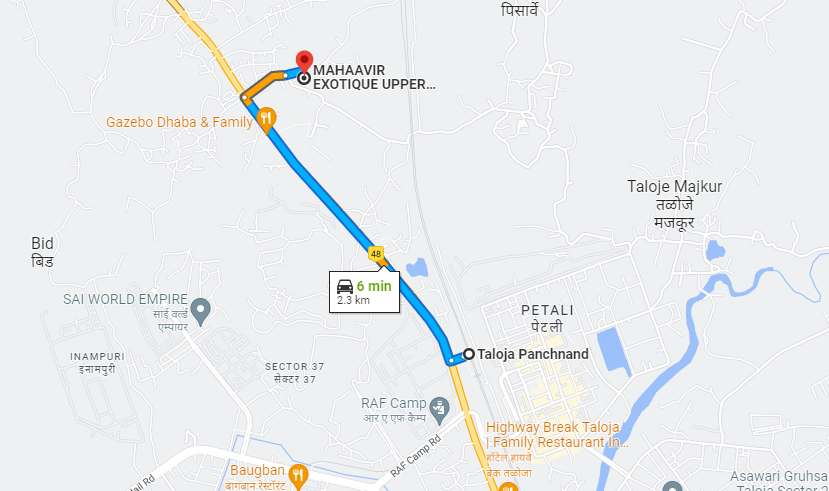 पिसार्वे
MAHAAVIR
EXOTIQUE UPPER...
Gazebo Dhaba & Family
Taloje Majkur
तळोजे
मजकूर
Bid
बिड
48
6 min
2.3 km
SAI WORLD EMPIRE
साई वर्ल्ड
एम्पायर
PETALI
पेटली
INAMPURI
इनामपुरी
SECTOR 37
सेक्टर 37
Taloja Panchnand
RAF Camp
आर ए एफ कैम्प
RAF Camp Rd
Highway Break Taloja
| Family Restaurant In...
हॉटेल हायवे
ब्रेक तळोजा
Baugban
बागबान रेस्टॉरंट
Rd
Asawari Gruhsa